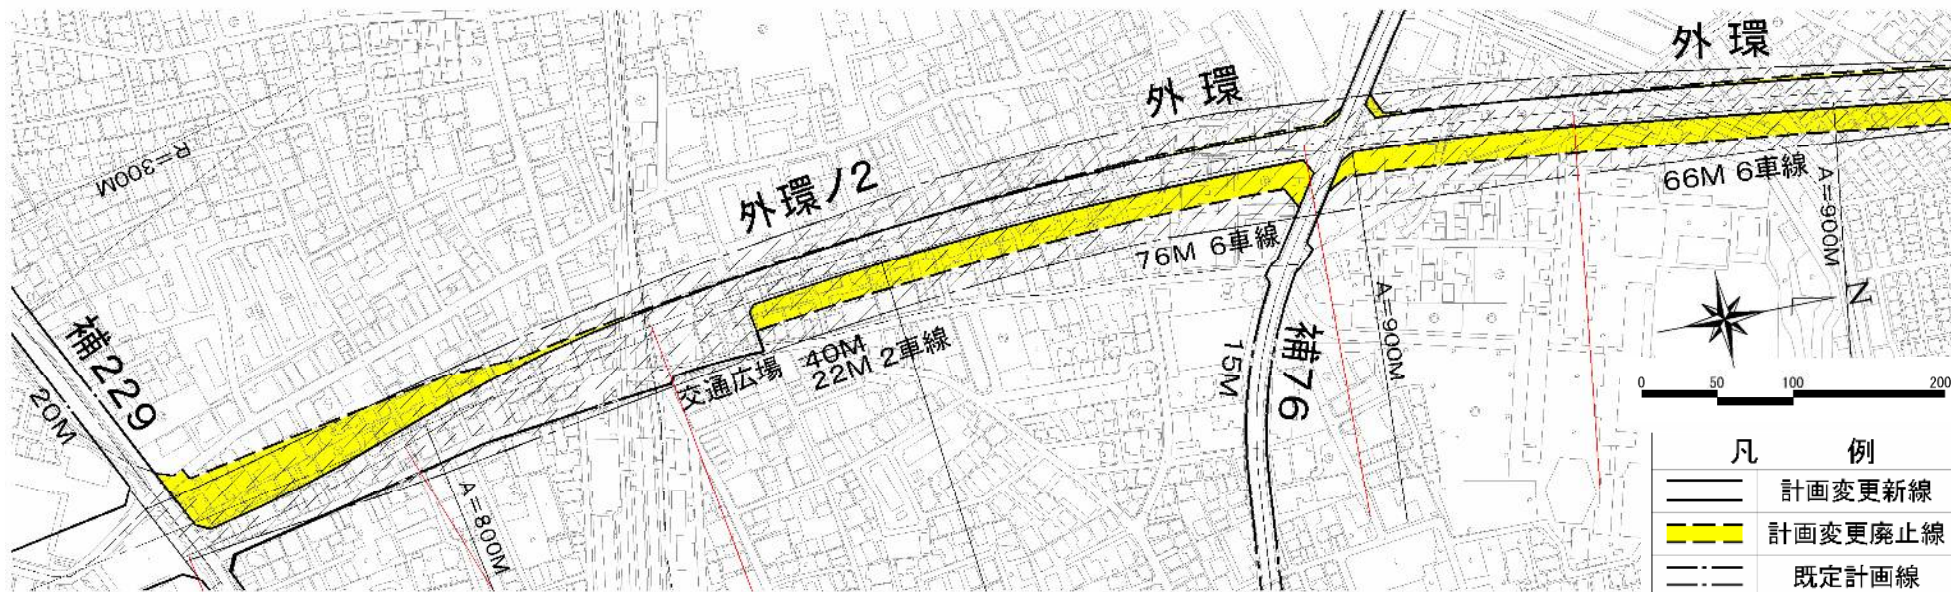 外環
外環
外環ノ2
R=300M
66M 6車線
A=900M
76M 6車線
N
A=900M
補76
15M
補229
20M
交通広場 40M
22M 2車線
A=800M
0 50 100 200
凡 例
計画変更新線
計画変更廃止線
既定計画線